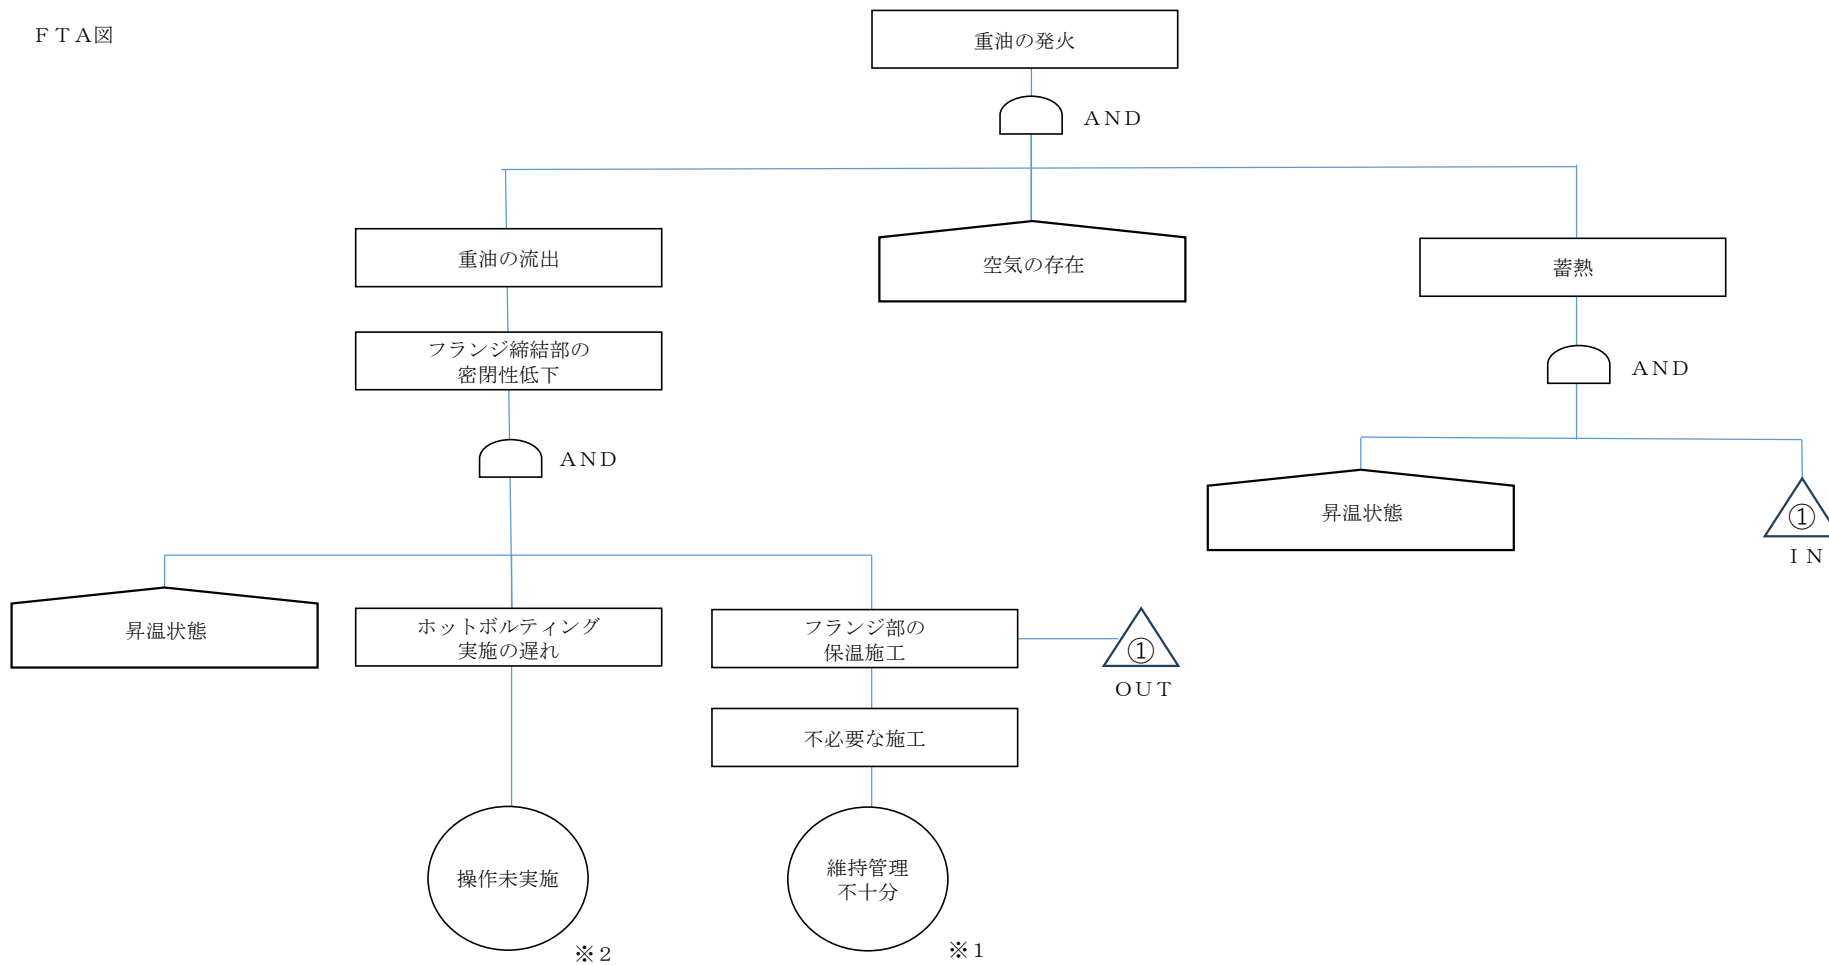 ＦＴＡ図
重油の発火
ＡＮＤ
重油の流出
空気の存在
蓄熱
フランジ締結部の
密閉性低下
ＡＮＤ
ＡＮＤ
昇温状態
①
ＩＮ
昇温状態
ホットボルティング
実施の遅れ
フランジ部の
保温施工
①
ＯＵＴ
不必要な施工
操作未実施
※２
維持管理
不十分
※１